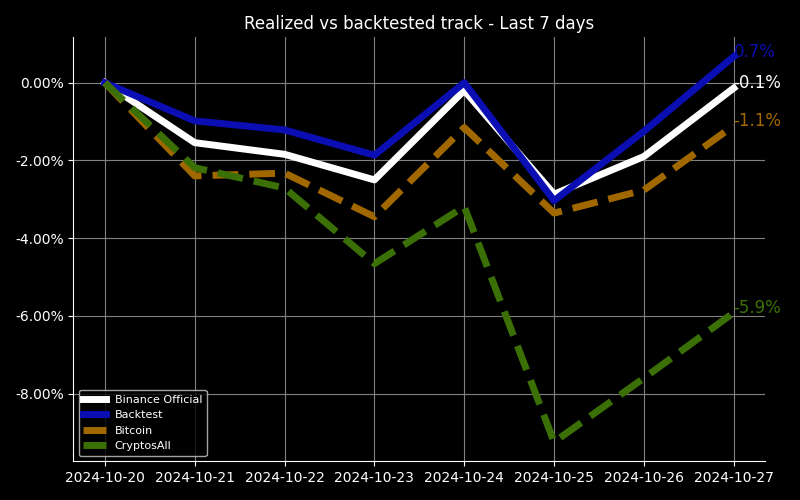 Realized vs backtested track - Last 7 days
0.7%
0.00%
-0.1%
-1.1%
-2.00%
-4.00%
-6.00%
-5.9%
-8.00%
Binance Official
Backtest
Bitcoin
CryptosAll
2024-10-20 2024-10-21 2024-10-22 2024-10-23 2024-10-24 2024-10-25 2024-10-26 2024-10-27